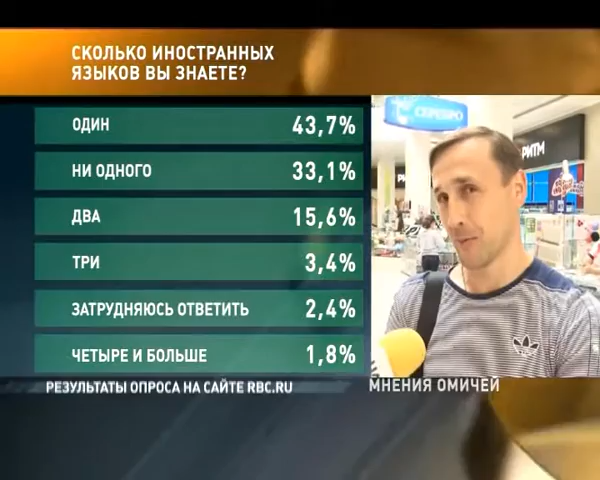 СКОЛЬКО ИНОСТРАННЫХ
ЯЗЫКОВ ВЫ ЗНАЕТЕ?
ОДИН 43,7%
НИ ОДНОГО 33,1%
ДВА 15,6%
ТРИ 3,4%
ЗАТРУДНЯЮСЬ ОТВЕТИТЬ 2,4%
ЧЕТЫРЕ И БОЛЬШЕ 1,8%
РЕЗУЛЬТАТЫ ОПРОСА НА САЙТЕ RBC.RU
СЕРЕБРО
РИТМ
adidas
МНЕНИЯ ОМИЧЕЙ